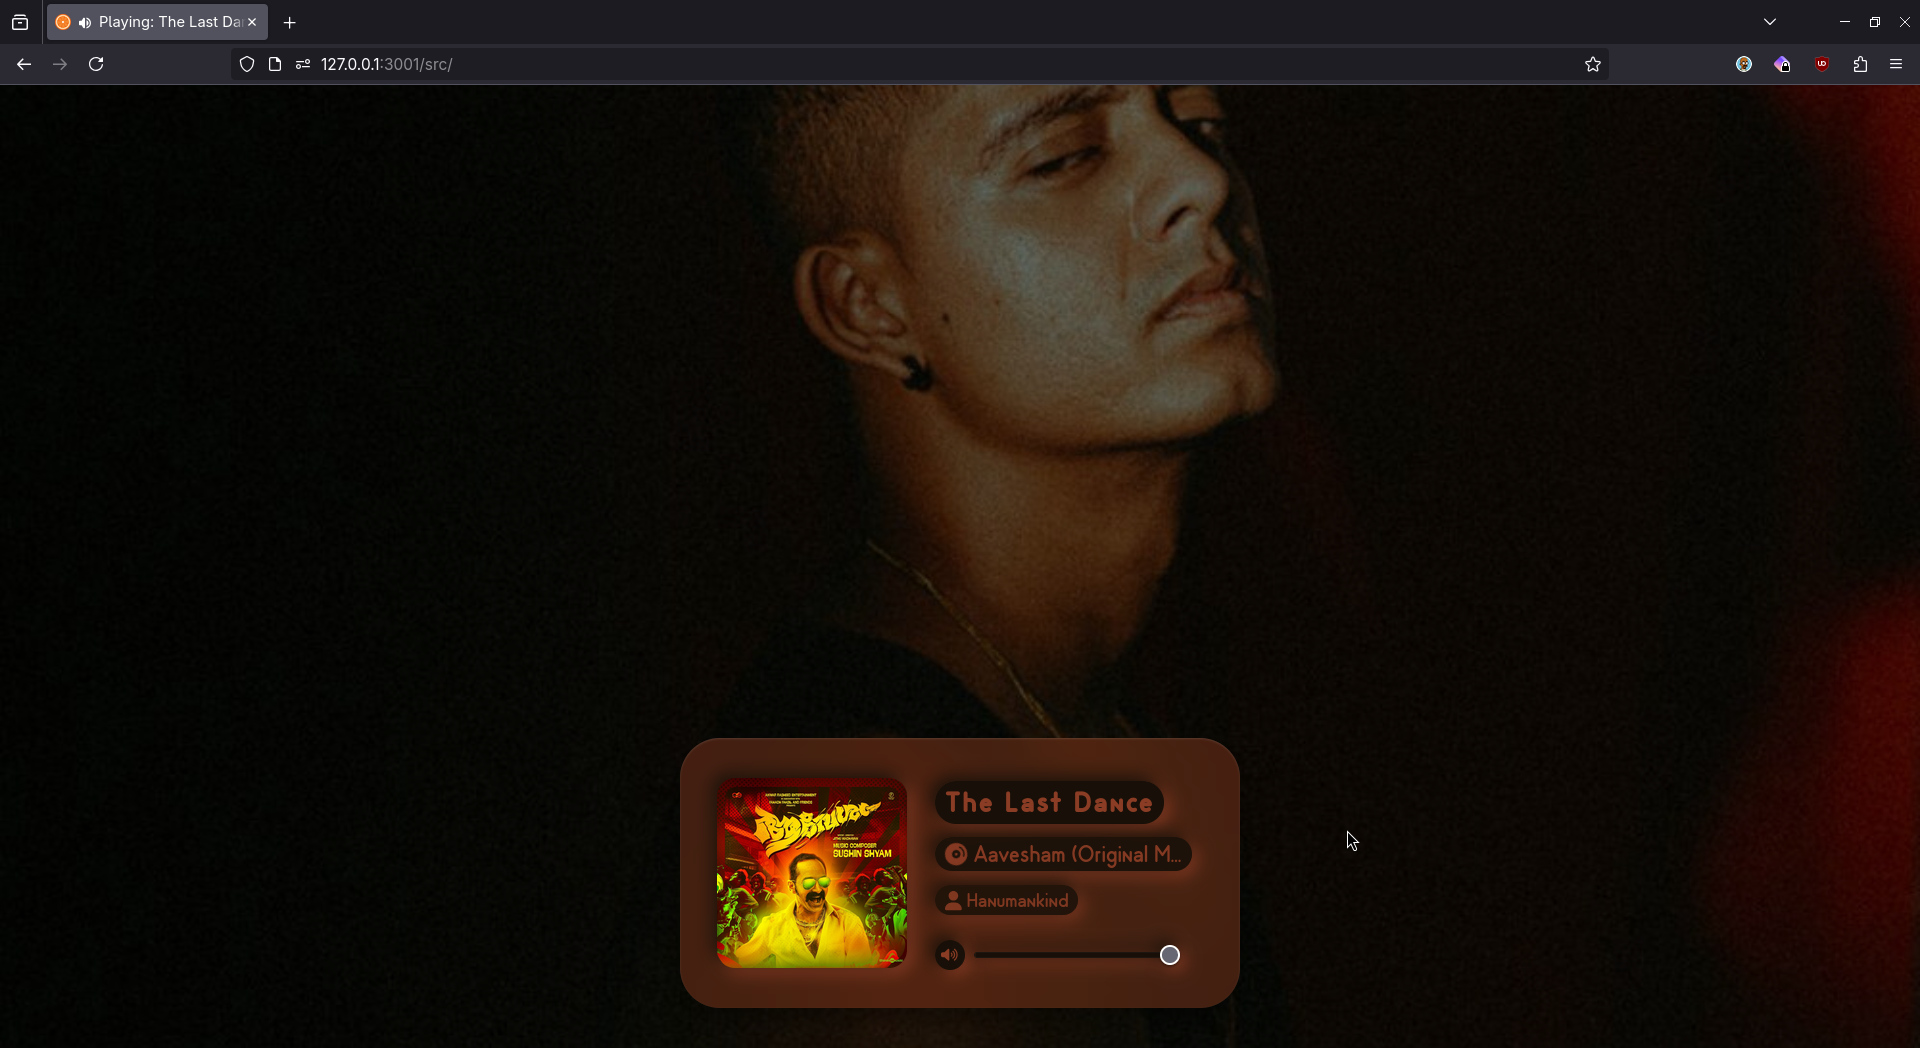 Playing: The Last Da
127.0.0.1:3001/src/
The Last Dance
Aavesham (Original M...
Hanumankind
MUSIC COMPOSER
SUSHIN SHYAM